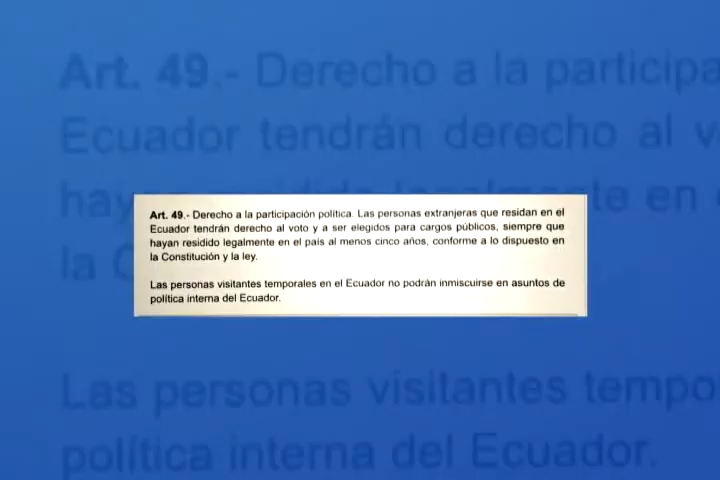 Art. 49.- Derecho a la participa
Ecuador tendrán derecho al v
hay
te en
la C
Art. 49.- Derecho a la participación política. Las personas extranjeras que residan en el
Ecuador tendrán derecho al voto y a ser elegidos para cargos públicos, siempre que
hayan residido legalmente en el país al menos cinco años, conforme a lo dispuesto en
la Constitución y la ley.
Las personas visitantes temporales en el Ecuador no podrán inmiscuirse en asuntos de
política interna del Ecuador.
Las personas visitantes tempo
política interna del Ecuador.